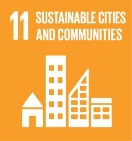 11 SUSTAINABLE CITIES
AND COMMUNITIES